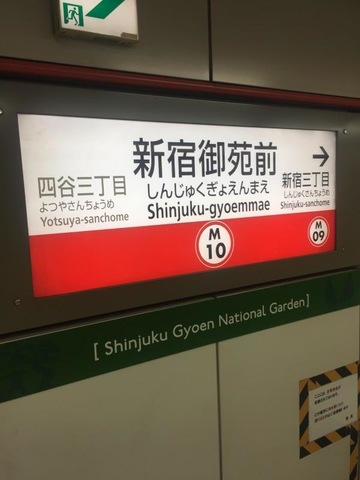 新宿御苑前
しんじゅくぎょえんまえ
Shinjuku-gyoemmae
四谷三丁目
よつやさんちょうめ
Yotsuya-sanchome
→
新宿三丁目
しんじゅくさんちょうめ
Shinjuku-sanchome
M
10
M
09
[ Shinjuku Gyoen National Garden ]